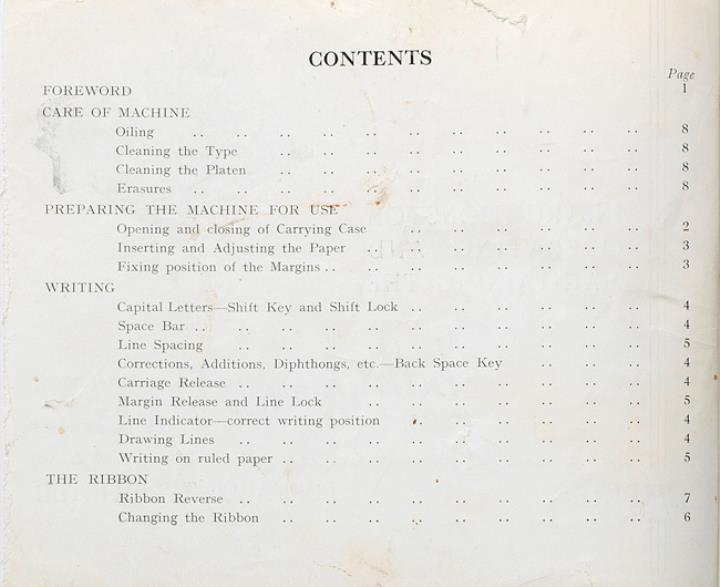 CONTENTS
Page
FOREWORD 1
CARE OF MACHINE
Oiling .. .. .. .. .. .. .. .. .. .. .. 8
Cleaning the Type .. .. .. .. .. .. .. .. .. 8
Cleaning the Platen .. .. .. .. .. .. .. .. .. 8
Erasures .. .. .. .. .. .. .. .. .. .. .. 8
PREPARING THE MACHINE FOR USE
Opening and closing of Carrying Case .. .. .. .. .. .. 2
Inserting and Adjusting the Paper .. .. .. .. .. .. .. 3
Fixing position of the Margins .. .. .. .. .. .. .. .. 3
WRITING
Capital Letters—Shift Key and Shift Lock .. .. .. .. .. .. 4
Space Bar .. .. .. .. .. .. .. .. .. .. .. 4
Line Spacing .. .. .. .. .. .. .. .. .. .. 5
Corrections, Additions, Diphthongs, etc.—Back Space Key .. .. .. 4
Carriage Release .. .. .. .. .. .. .. .. .. .. 4
Margin Release and Line Lock .. .. .. .. .. .. .. 5
Line Indicator—correct writing position .. .. .. .. .. .. 4
Drawing Lines .. .. .. .. .. .. .. .. .. .. 4
Writing on ruled paper .. .. .. .. .. .. .. .. .. 5
THE RIBBON
Ribbon Reverse .. .. .. .. .. .. .. .. .. .. 7
Changing the Ribbon .. .. .. .. .. .. .. .. .. 6